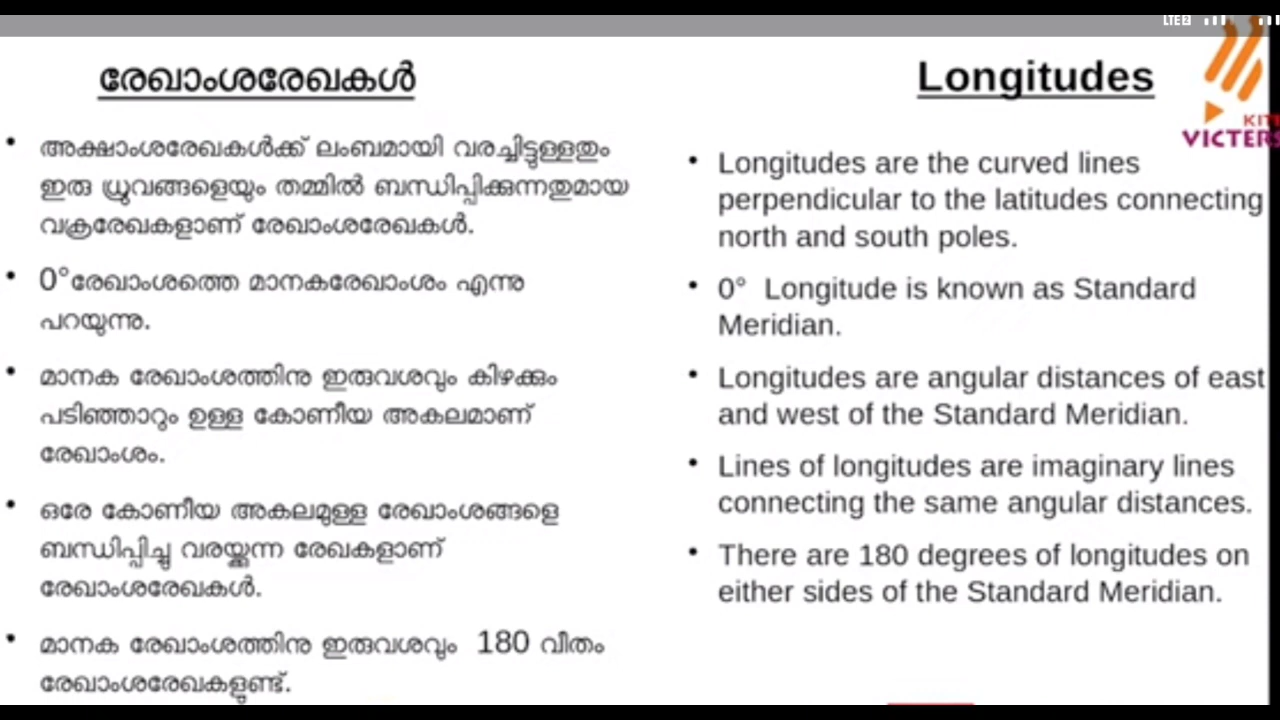 LTE2
രേഖാംശരേഖകൾ
അക്ഷാംശരേഖകൾക്ക് ലംബമായി വരച്ചിട്ടുള്ളതും
ഇരു ധ്രുവങ്ങളെയും തമ്മിൽ ബന്ധിപ്പിക്കുന്നതുമായ
വക്രരേഖകളാണ് രേഖാംശരേഖകൾ.
0°രേഖാംശത്തെ മാനകരേഖാംശം എന്നു
പറയുന്നു.
മാനക രേഖാംശത്തിനു ഇരുവശവും കിഴക്കും
പടിഞ്ഞാറും ഉള്ള കോണീയ അകലമാണ്
രേഖാംശം.
ഒരേ കോണീയ അകലമുള്ള രേഖാംശങ്ങളെ
ബന്ധിപ്പിച്ചു വരയ്ക്കുന്ന രേഖകളാണ്
രേഖാംശരേഖകൾ.
മാനക രേഖാംശത്തിനു ഇരുവശവും 180 വീതം
രേഖാംശരേഖകളുണ്ട്.
Longitudes
KIT
VICTERS
Longitudes are the curved lines
perpendicular to the latitudes connecting
north and south poles.
0° Longitude is known as Standard
Meridian.
Longitudes are angular distances of east
and west of the Standard Meridian.
Lines of longitudes are imaginary lines
connecting the same angular distances.
There are 180 degrees of longitudes on
either sides of the Standard Meridian.